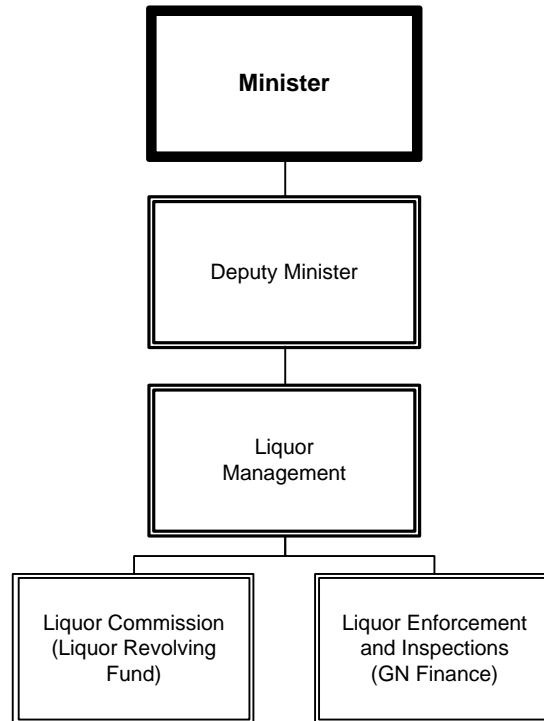 Minister
Deputy Minister
Liquor
Management
Liquor Commission
(Liquor Revolving
Fund)
Liquor Enforcement
and Inspections
(GN Finance)